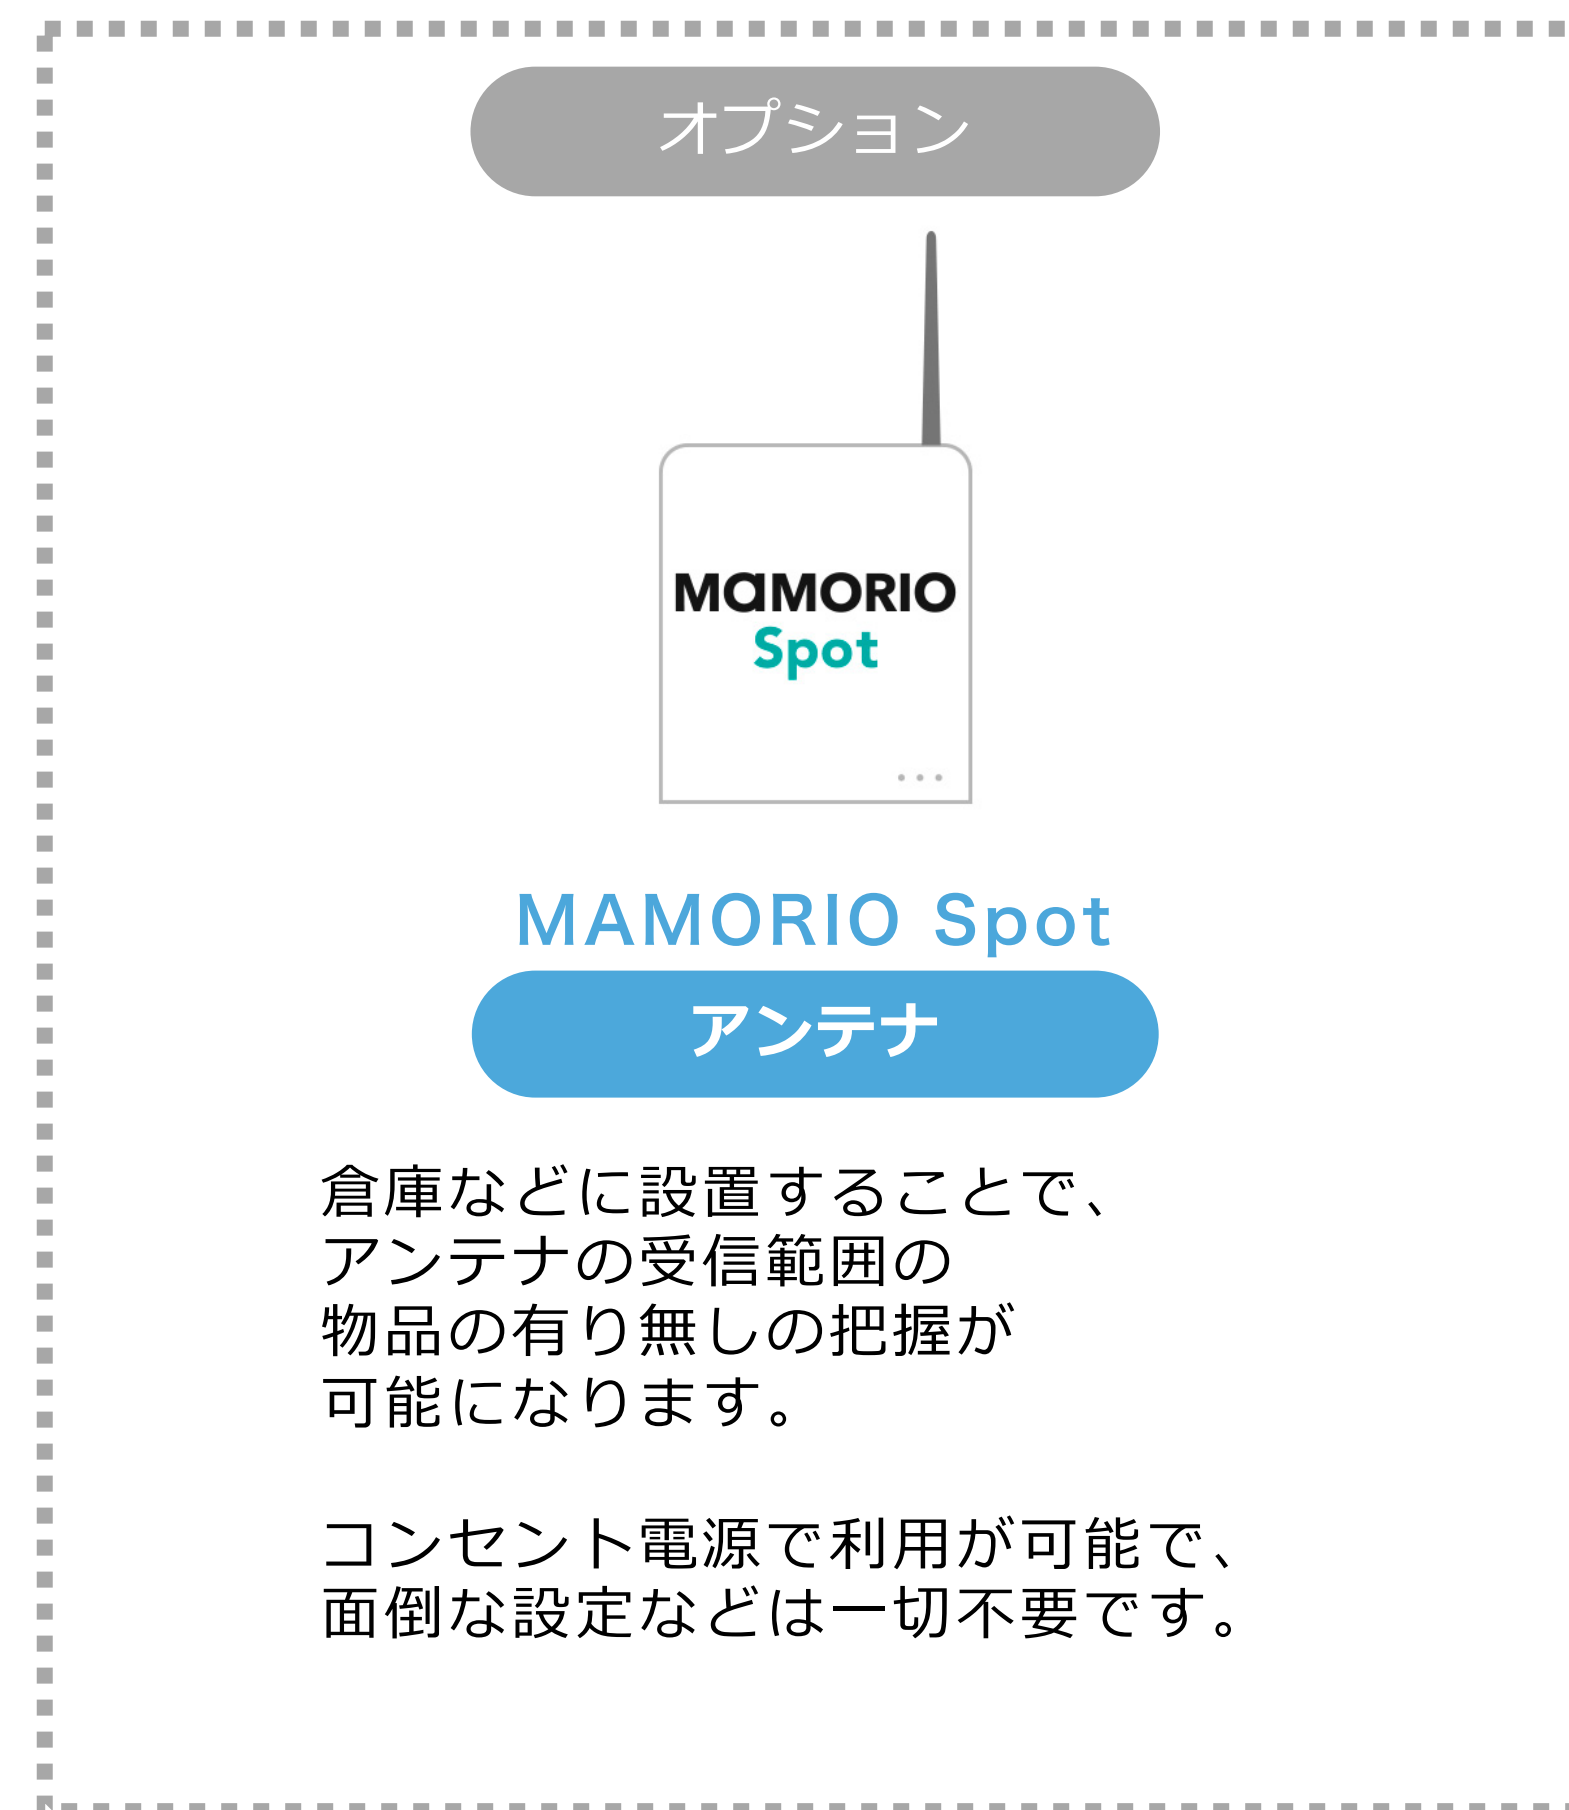 オプション
MAMORIO
Spot
MAMORIO Spot
アンテナ
倉庫などに設置することで、
アンテナの受信範囲の
物品の有り無しの把握が
可能になります。
コンセント電源で利用が可能で、
面倒な設定などは一切不要です。